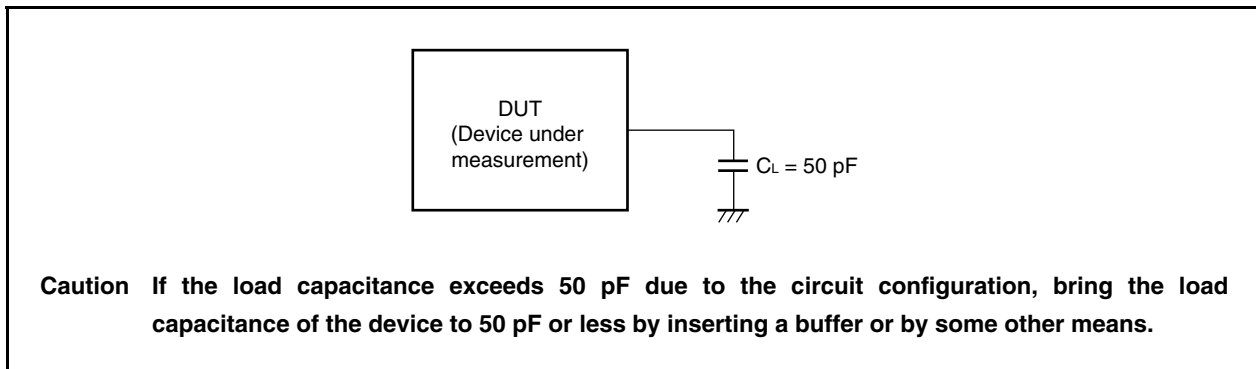 DUT
(Device under
measurement)
CL = 50 pF
Caution If the load capacitance exceeds 50 pF due to the circuit configuration, bring the load
capacitance of the device to 50 pF or less by inserting a buffer or by some other means.